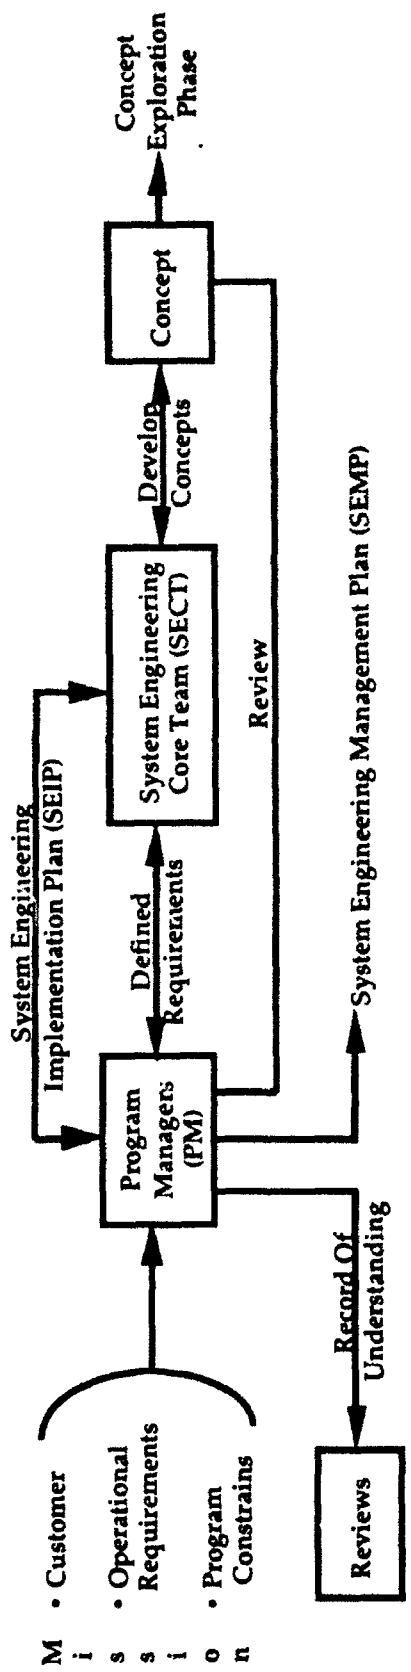 M
i
s
s
i
o
n
• Customer
• Operational
Requirements
• Program
Constrains
System Engineering
Implementation Plan (SEIP)
Program
Managers
(PM)
Defined
Requirements
System Engineering
Core Team (SECT)
Develop
Concepts
Concept
Concept
Exploration
Phase
Review
Record Of
Understanding
Reviews
System Engineering Management Plan (SEMP)